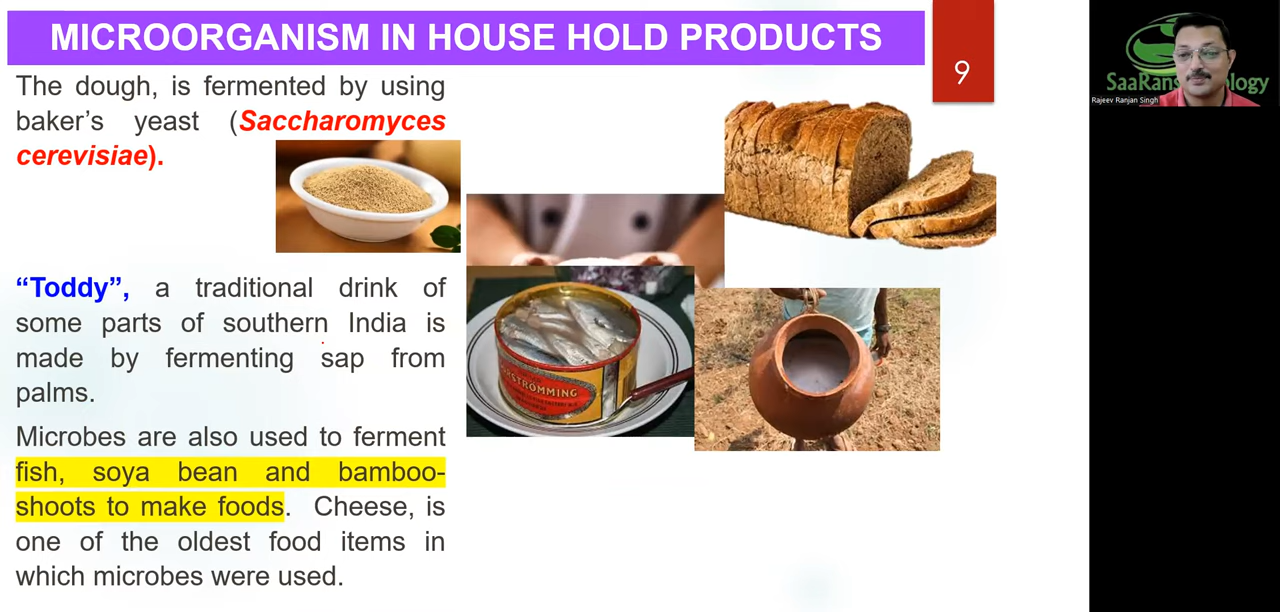 MICROORGANISM IN HOUSE HOLD PRODUCTS
9
The dough, is fermented by using
baker’s yeast (Saccharomyces
cerevisiae).
“Toddy”, a traditional drink of
some parts of southern India is
made by fermenting sap from
palms.
Microbes are also used to ferment
fish, soya bean and bamboo-
shoots to make foods. Cheese, is
one of the oldest food items in
which microbes were used.
Rajeev Ranjan Singh